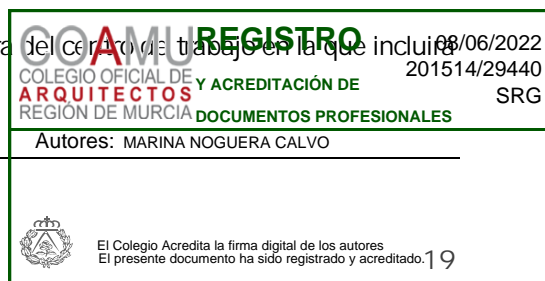 a del centro de trabajo en la que incluirá
COAMU
COLEGIO OFICIAL DE
ARQUITECTOS
REGIÓN DE MURCIA
REGISTRO
Y ACREDITACIÓN DE
DOCUMENTOS PROFESIONALES
08/06/2022
201514/29440
SRG
Autores: MARINA NOGUERA CALVO
El Colegio Acredita la firma digital de los autores
El presente documento ha sido registrado y acreditado.
19